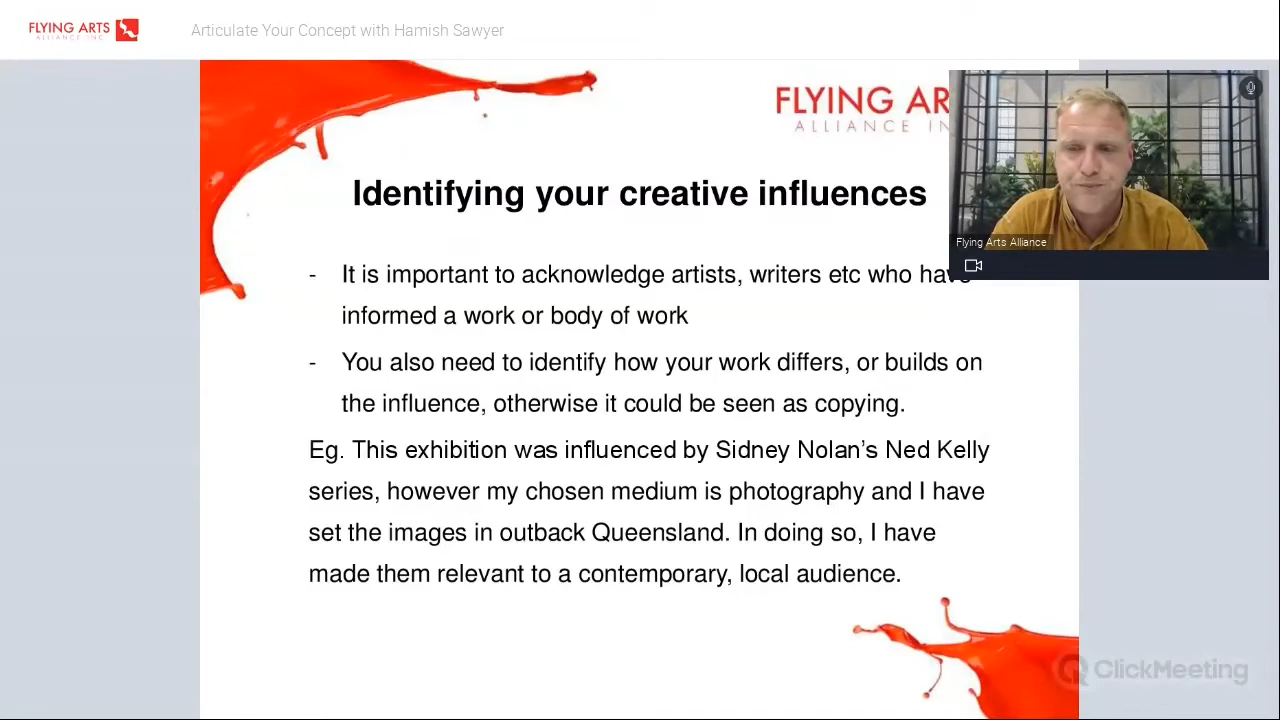 FLYING ARTS
ALLIANCE INC
Articulate Your Concept with Hamish Sawyer
FLYING AR
ALLIANCE IN
Flying Arts Alliance
Identifying your creative influences
- It is important to acknowledge artists, writers etc who have
informed a work or body of work
- You also need to identify how your work differs, or builds on
the influence, otherwise it could be seen as copying.
Eg. This exhibition was influenced by Sidney Nolan’s Ned Kelly
series, however my chosen medium is photography and I have
set the images in outback Queensland. In doing so, I have
made them relevant to a contemporary, local audience.
ClickMeeting